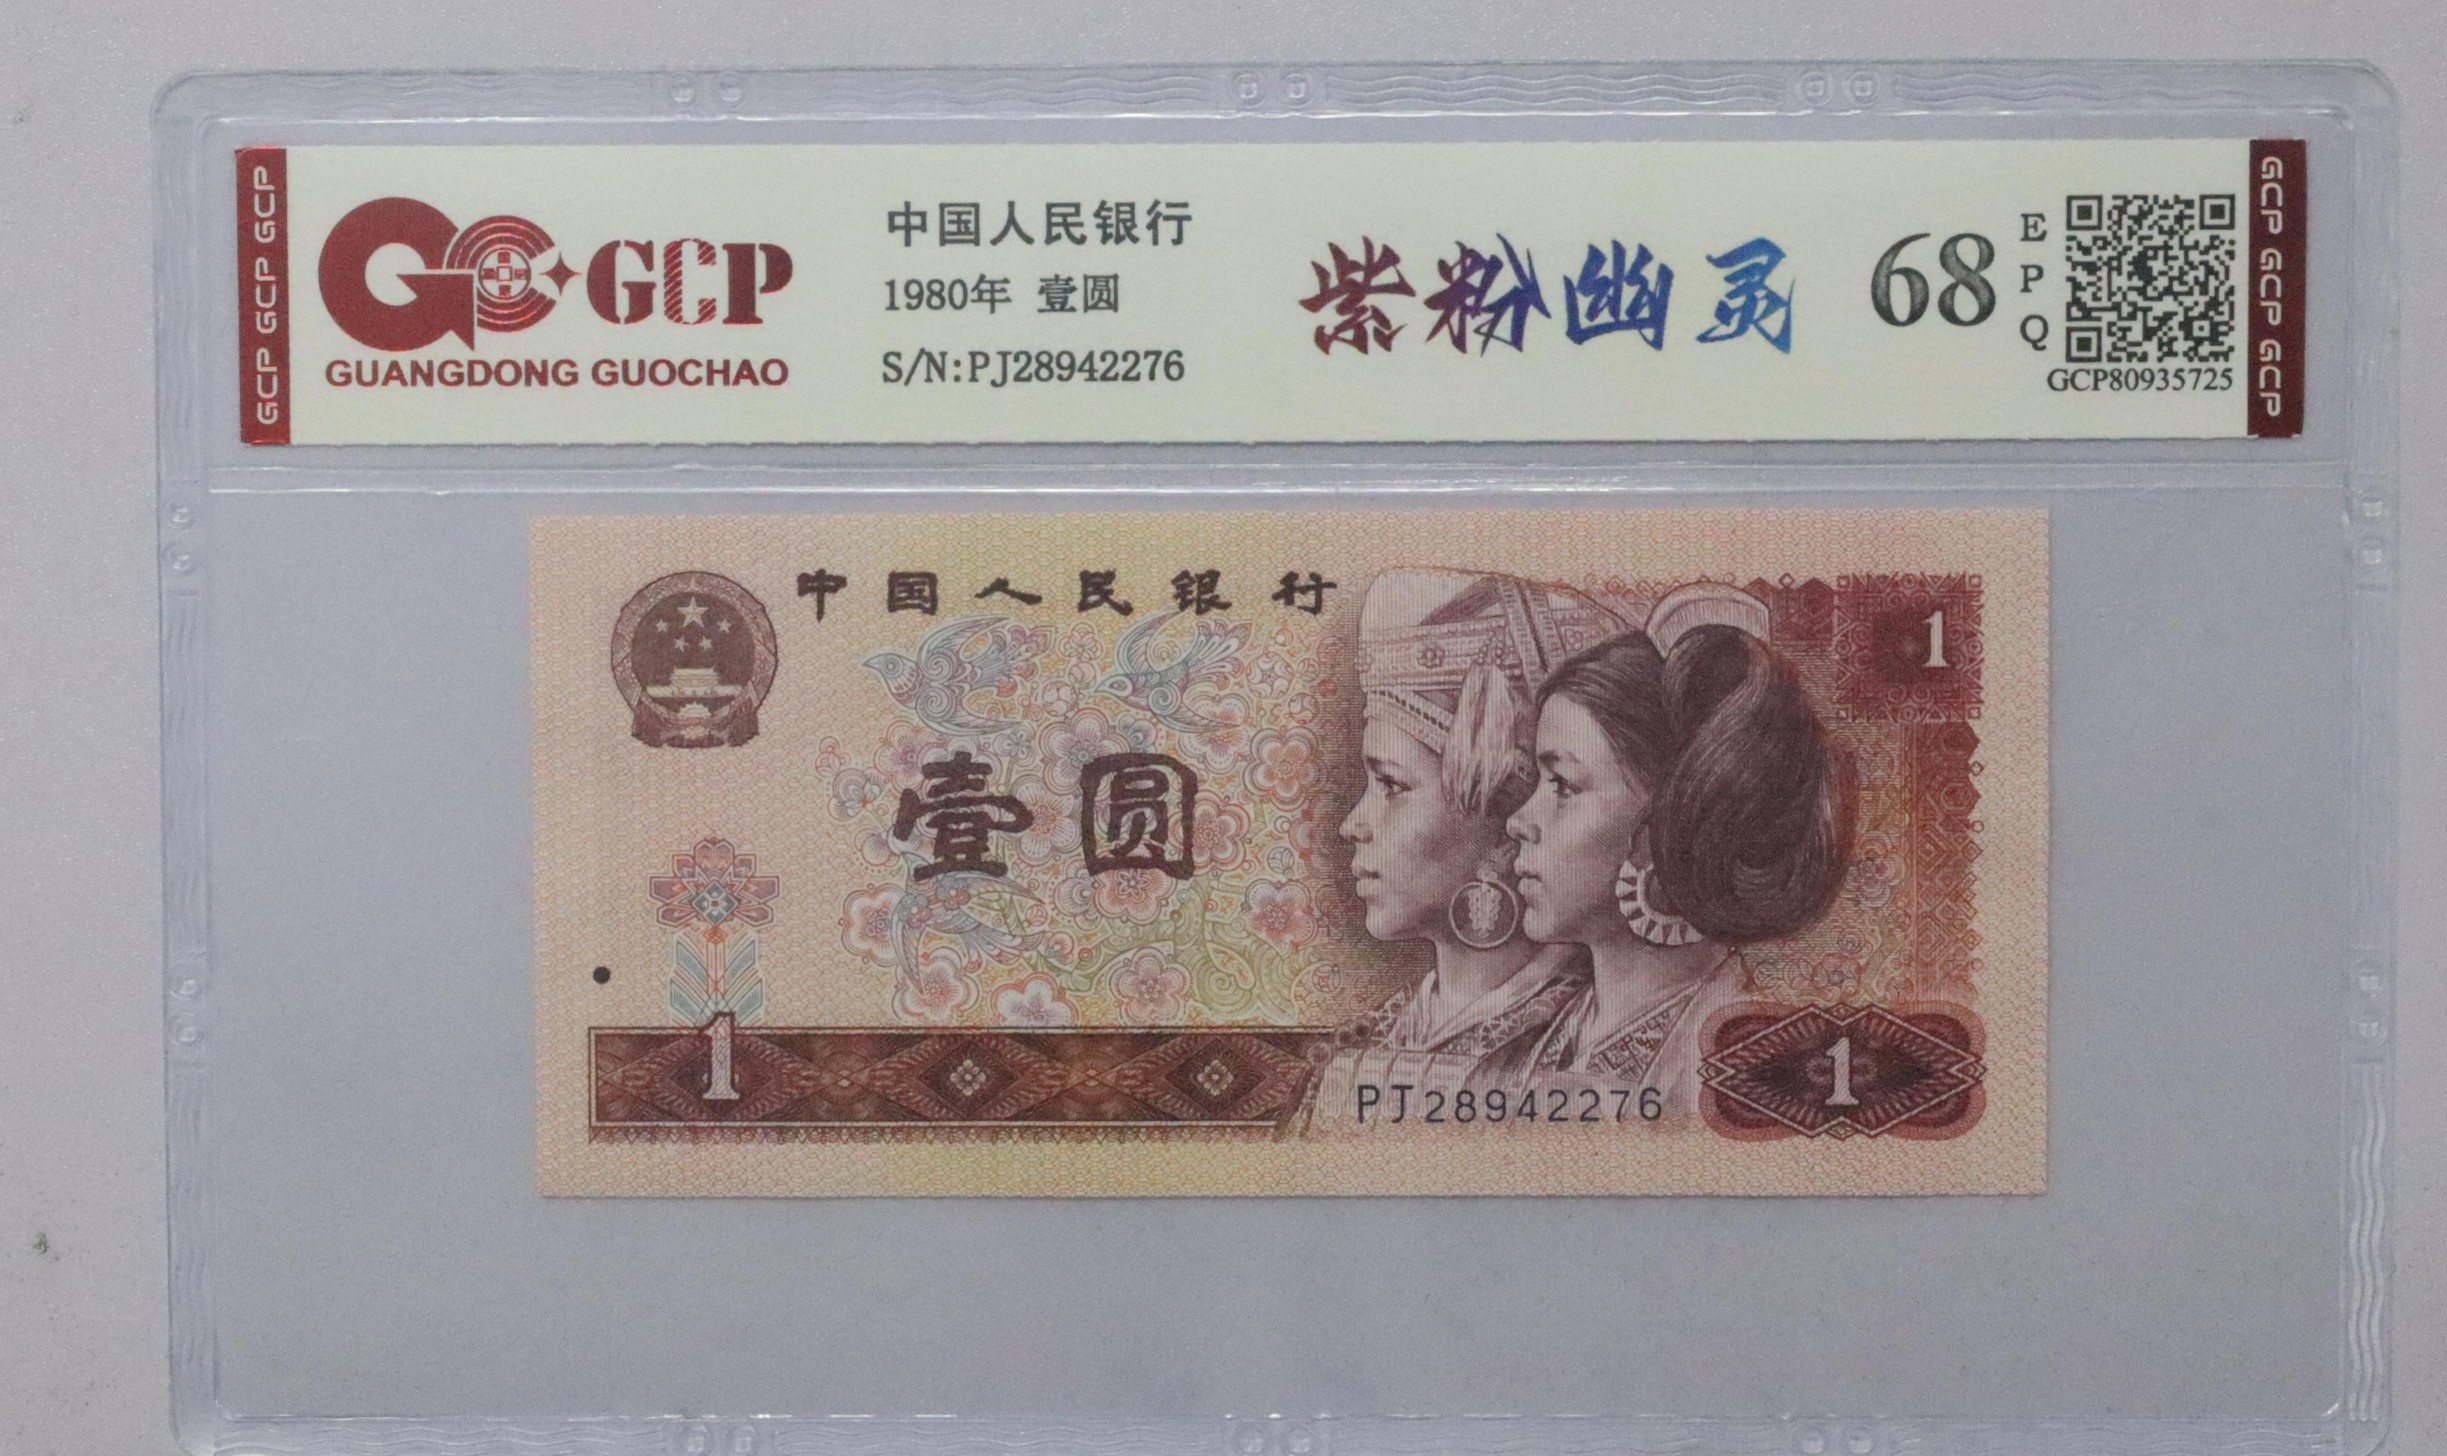 GCP GCP GCP
GCP
GUANGDONG GUOCHAO
中国人民银行
1980年 壹圆
S/N:PJ28942276
紫粉幽灵
68
E
P
Q
GCP80935725
GCP GCP GCP
中国人民银行
1
壹圆
1
PJ28942276
1